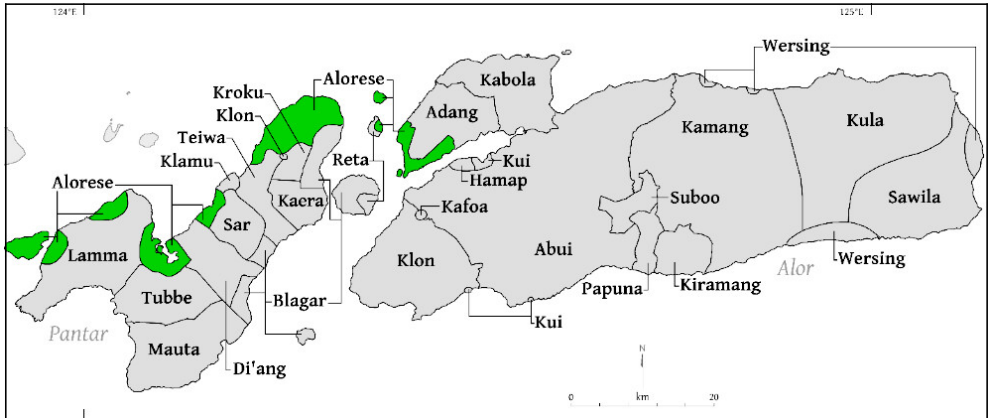 124°E
125°E
Wersing
Alorese
Kabola
Kroku
Klon
Adang
Kamang
Kula
Teiwa
Klamu
Reta
Kui
Hamap
Alorese
Kaera
Suboo
Sawila
Sar
Kafoa
Lamma
Klon
Abui
Wersing
Alor
Tubbe
Blagar
Papuna
Kiramang
Pantar
Kui
Mauta
Di'ang
N
0
km
20